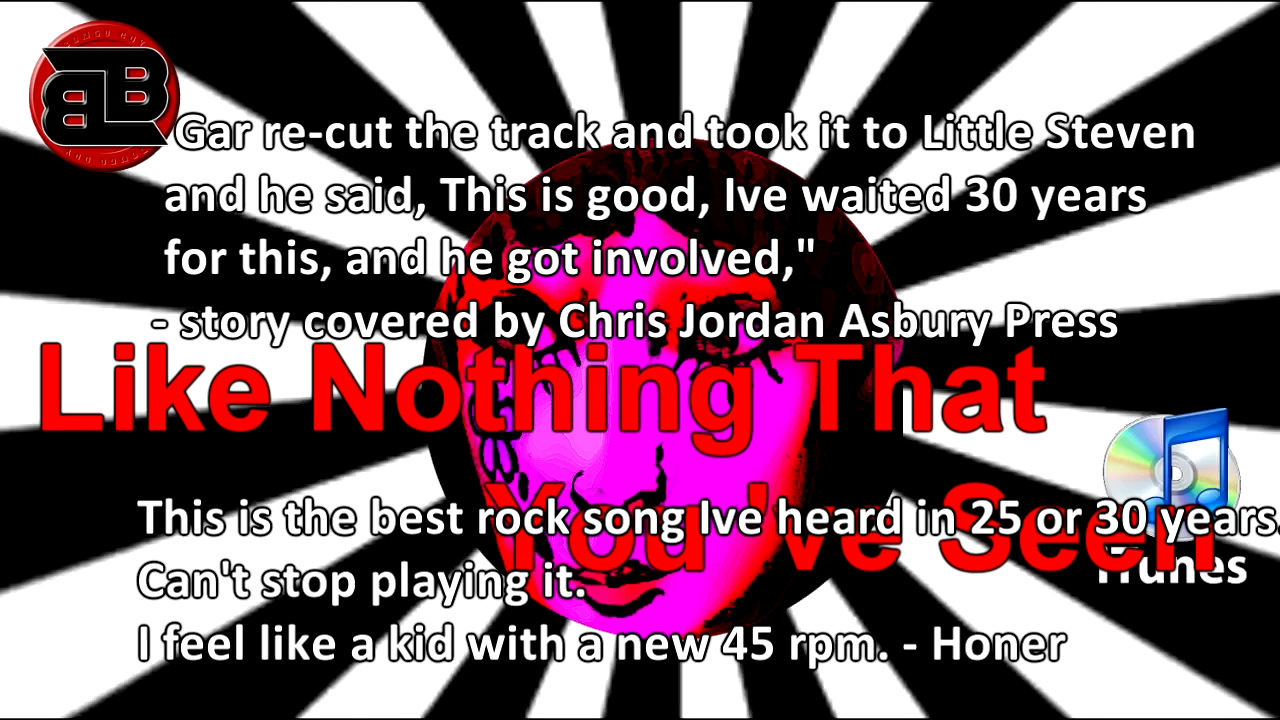 BB
"Gar re-cut the track and took it to Little Steven
and he said, This is good, Ive waited 30 years
for this, and he got involved,"
- story covered by Chris Jordan Asbury Press
Like Nothing That
You've Seen
This is the best rock song Ive heard in 25 or 30 years.
Can't stop playing it.
I feel like a kid with a new 45 rpm. - Honer
iTunes